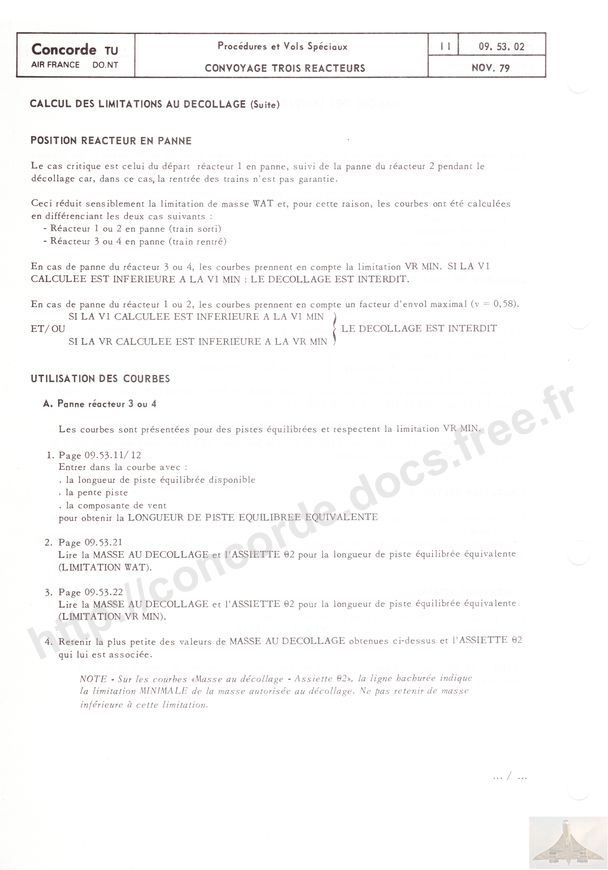 Concorde TU
AIR FRANCE DO.NT
Procédures et Vols Spéciaux
CONVOYAGE TROIS REACTEURS
11
09. 53. 02
NOV. 79
CALCUL DES LIMITATIONS AU DECOLLAGE (Suite)
POSITION REACTEUR EN PANNE
Le cas critique est celui du départ réacteur 1 en panne, suivi de la panne du réacteur 2 pendant le
décollage car, dans ce cas, la rentrée des trains n'est pas garantie.
Ceci réduit sensiblement la limitation de masse WAT et, pour cette raison, les courbes ont été calculées
en différenciant les deux cas suivants :
- Réacteur 1 ou 2 en panne (train sorti)
- Réacteur 3 ou 4 en panne (train rentré)
En cas de panne du réacteur 3 ou 4, les courbes prennent en compte la limitation VR MIN. SI LA V1
CALCULEE EST INFERIEURE A LA V1 MIN : LE DECOLLAGE EST INTERDIT.
En cas de panne du réacteur 1 ou 2, les courbes prennent en compte un facteur d'envol maximal (v = 0,58).
SI LA V1 CALCULEE EST INFERIEURE A LA V1 MIN
ET/OU
LE DECOLLAGE EST INTERDIT
SI LA VR CALCULEE EST INFERIEURE A LA VR MIN
UTILISATION DES COURBES
A. Panne réacteur 3 ou 4
Les courbes sont présentées pour des pistes équilibrées et respectent la limitation VR MIN.
1. Page 09.53.11/12
Entrer dans la courbe avec :
. la longueur de piste équilibrée disponible
. la pente piste
. la composante de vent
pour obtenir la LONGUEUR DE PISTE EQUILIBREE EQUIVALENTE
2. Page 09.53.21
Lire la MASSE AU DECOLLAGE et l'ASSIETTE θ2 pour la longueur de piste équilibrée équivalente
(LIMITATION WAT).
3. Page 09.53.22
Lire la MASSE AU DECOLLAGE et l'ASSIETTE θ2 pour la longueur de piste équilibrée équivalente
(LIMITATION VR MIN).
4. Retenir la plus petite des valeurs de MASSE AU DECOLLAGE obtenues ci-dessus et l'ASSIETTE θ2
qui lui est associée.
NOTE - Sur les courbes «Masse au décollage - Assiette θ2», la ligne hachurée indique
la limitation MINIMALE de la masse autorisée au décollage. Ne pas retenir de masse
inférieure à cette limitation.
... / ...
http://concorde.docs.free.fr